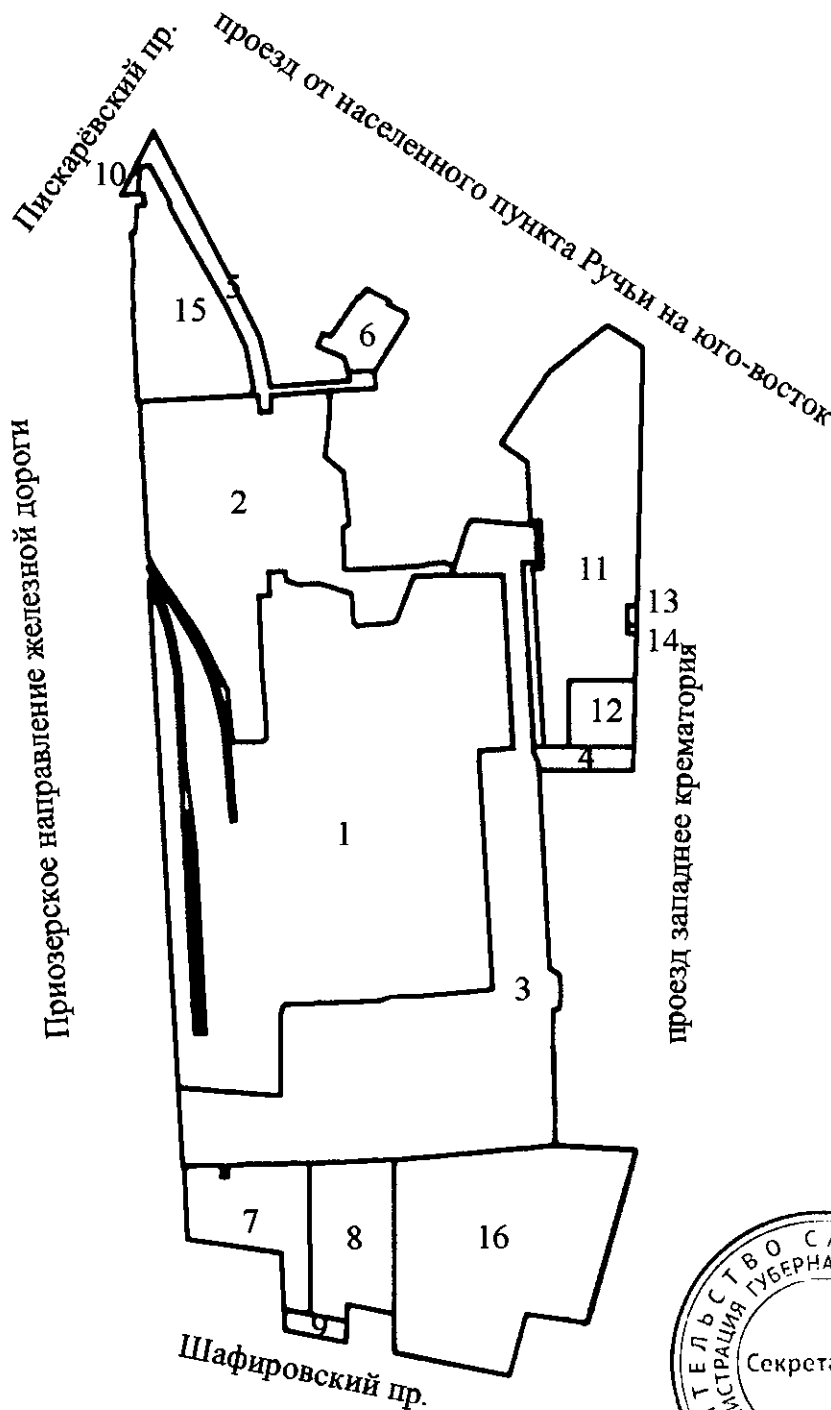 Пискарёвский пр.
проезд от населенного пункта Ручьи на юго-восток
10
5
15
6
Приозерское направление железной дороги
2
11
13
14
12
4
проезд западнее крематория
1
3
7
8
16
9
Шафировский пр.
Секрета